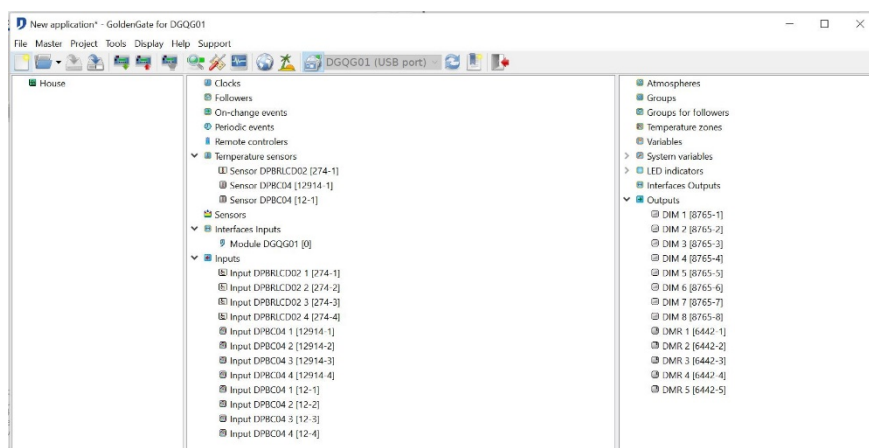 New application* - GoldenGate for DGQG01
File Master Project Tools Display Help Support
DGQG01 (USB port)
House
Clocks
Followers
On-change events
Periodic events
Remote controlers
Temperature sensors
Sensor DPBRLCD02 [274-1]
Sensor DPBC04 [12914-1]
Sensor DPBC04 [12-1]
Sensors
Interfaces Inputs
Module DGQG01 [0]
Inputs
Input DPBRLCD02 1 [274-1]
Input DPBRLCD02 2 [274-2]
Input DPBRLCD02 3 [274-3]
Input DPBRLCD02 4 [274-4]
Input DPBC04 1 [12914-1]
Input DPBC04 2 [12914-2]
Input DPBC04 3 [12914-3]
Input DPBC04 4 [12914-4]
Input DPBC04 1 [12-1]
Input DPBC04 2 [12-2]
Input DPBC04 3 [12-3]
Input DPBC04 4 [12-4]
Atmospheres
Groups
Groups for followers
Temperature zones
Variables
System variables
LED indicators
Interfaces Outputs
Outputs
DIM 1 [8765-1]
DIM 2 [8765-2]
DIM 3 [8765-3]
DIM 4 [8765-4]
DIM 5 [8765-5]
DIM 6 [8765-6]
DIM 7 [8765-7]
DIM 8 [8765-8]
DMR 1 [6442-1]
DMR 2 [6442-2]
DMR 3 [6442-3]
DMR 4 [6442-4]
DMR 5 [6442-5]